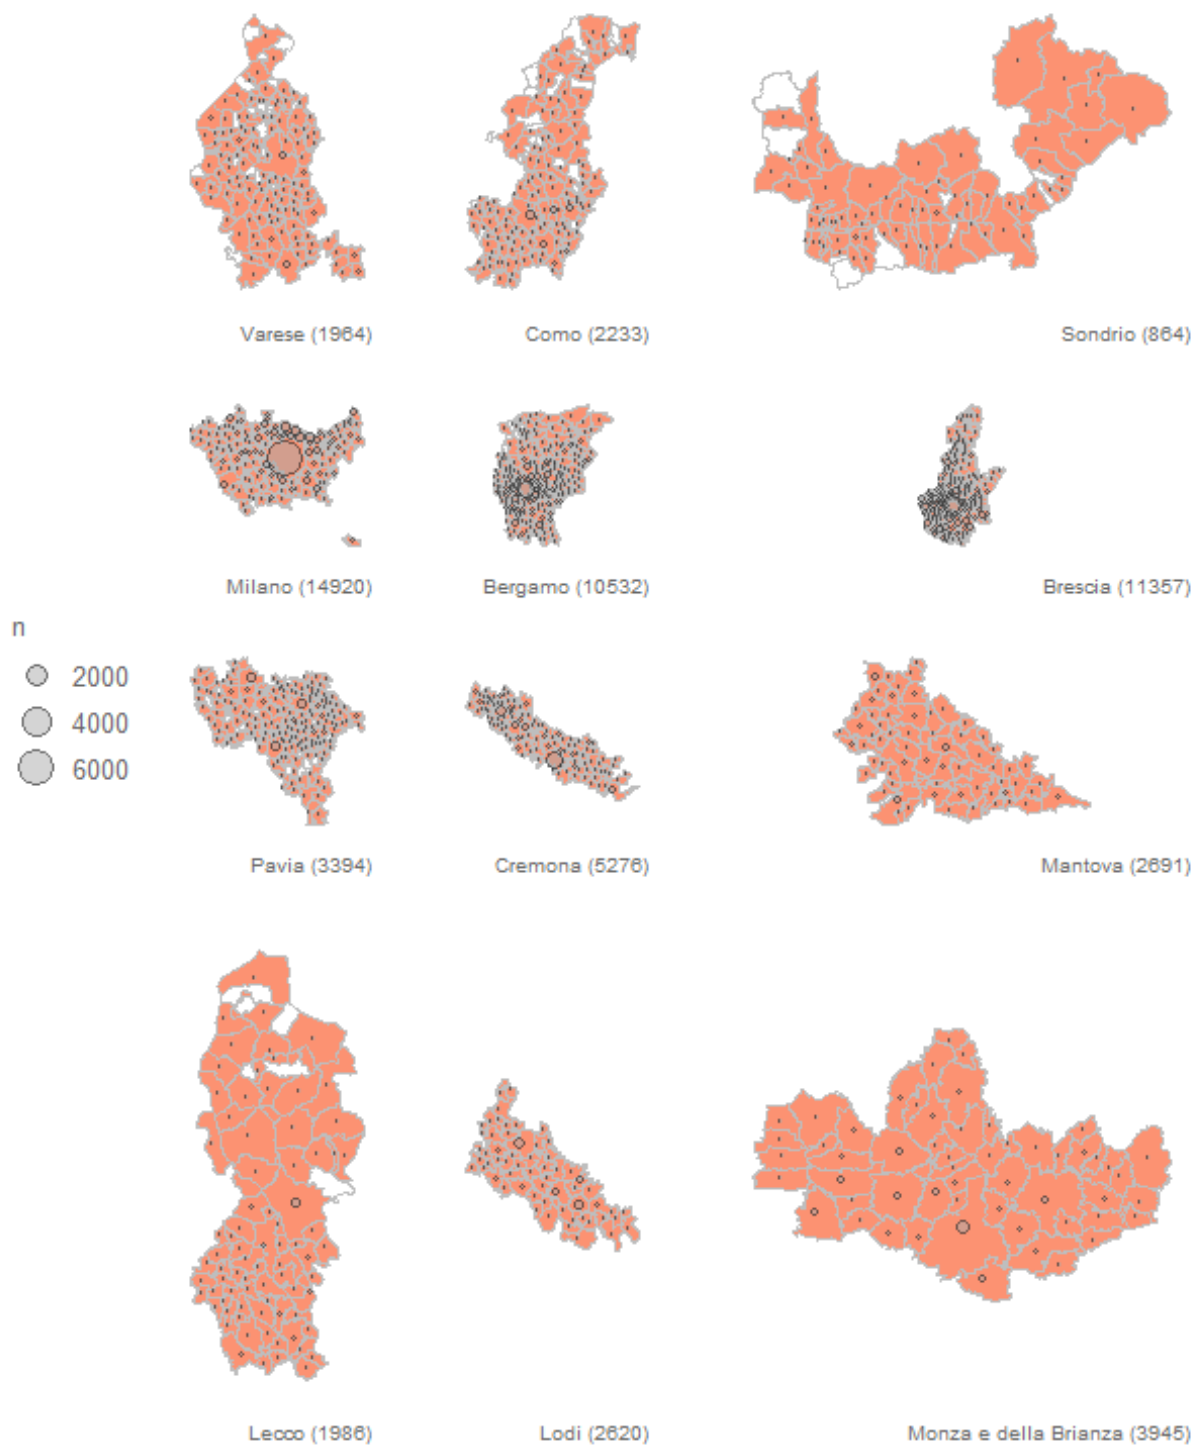 Varese (1964)
Como (2233)
Sondrio (864)
Milano (14920)
Bergamo (10532)
Brescia (11357)
n
2000
4000
6000
Pavia (3394)
Cremona (5276)
Mantova (2691)
Lecco (1986)
Lodi (2620)
Monza e della Brianza (3945)